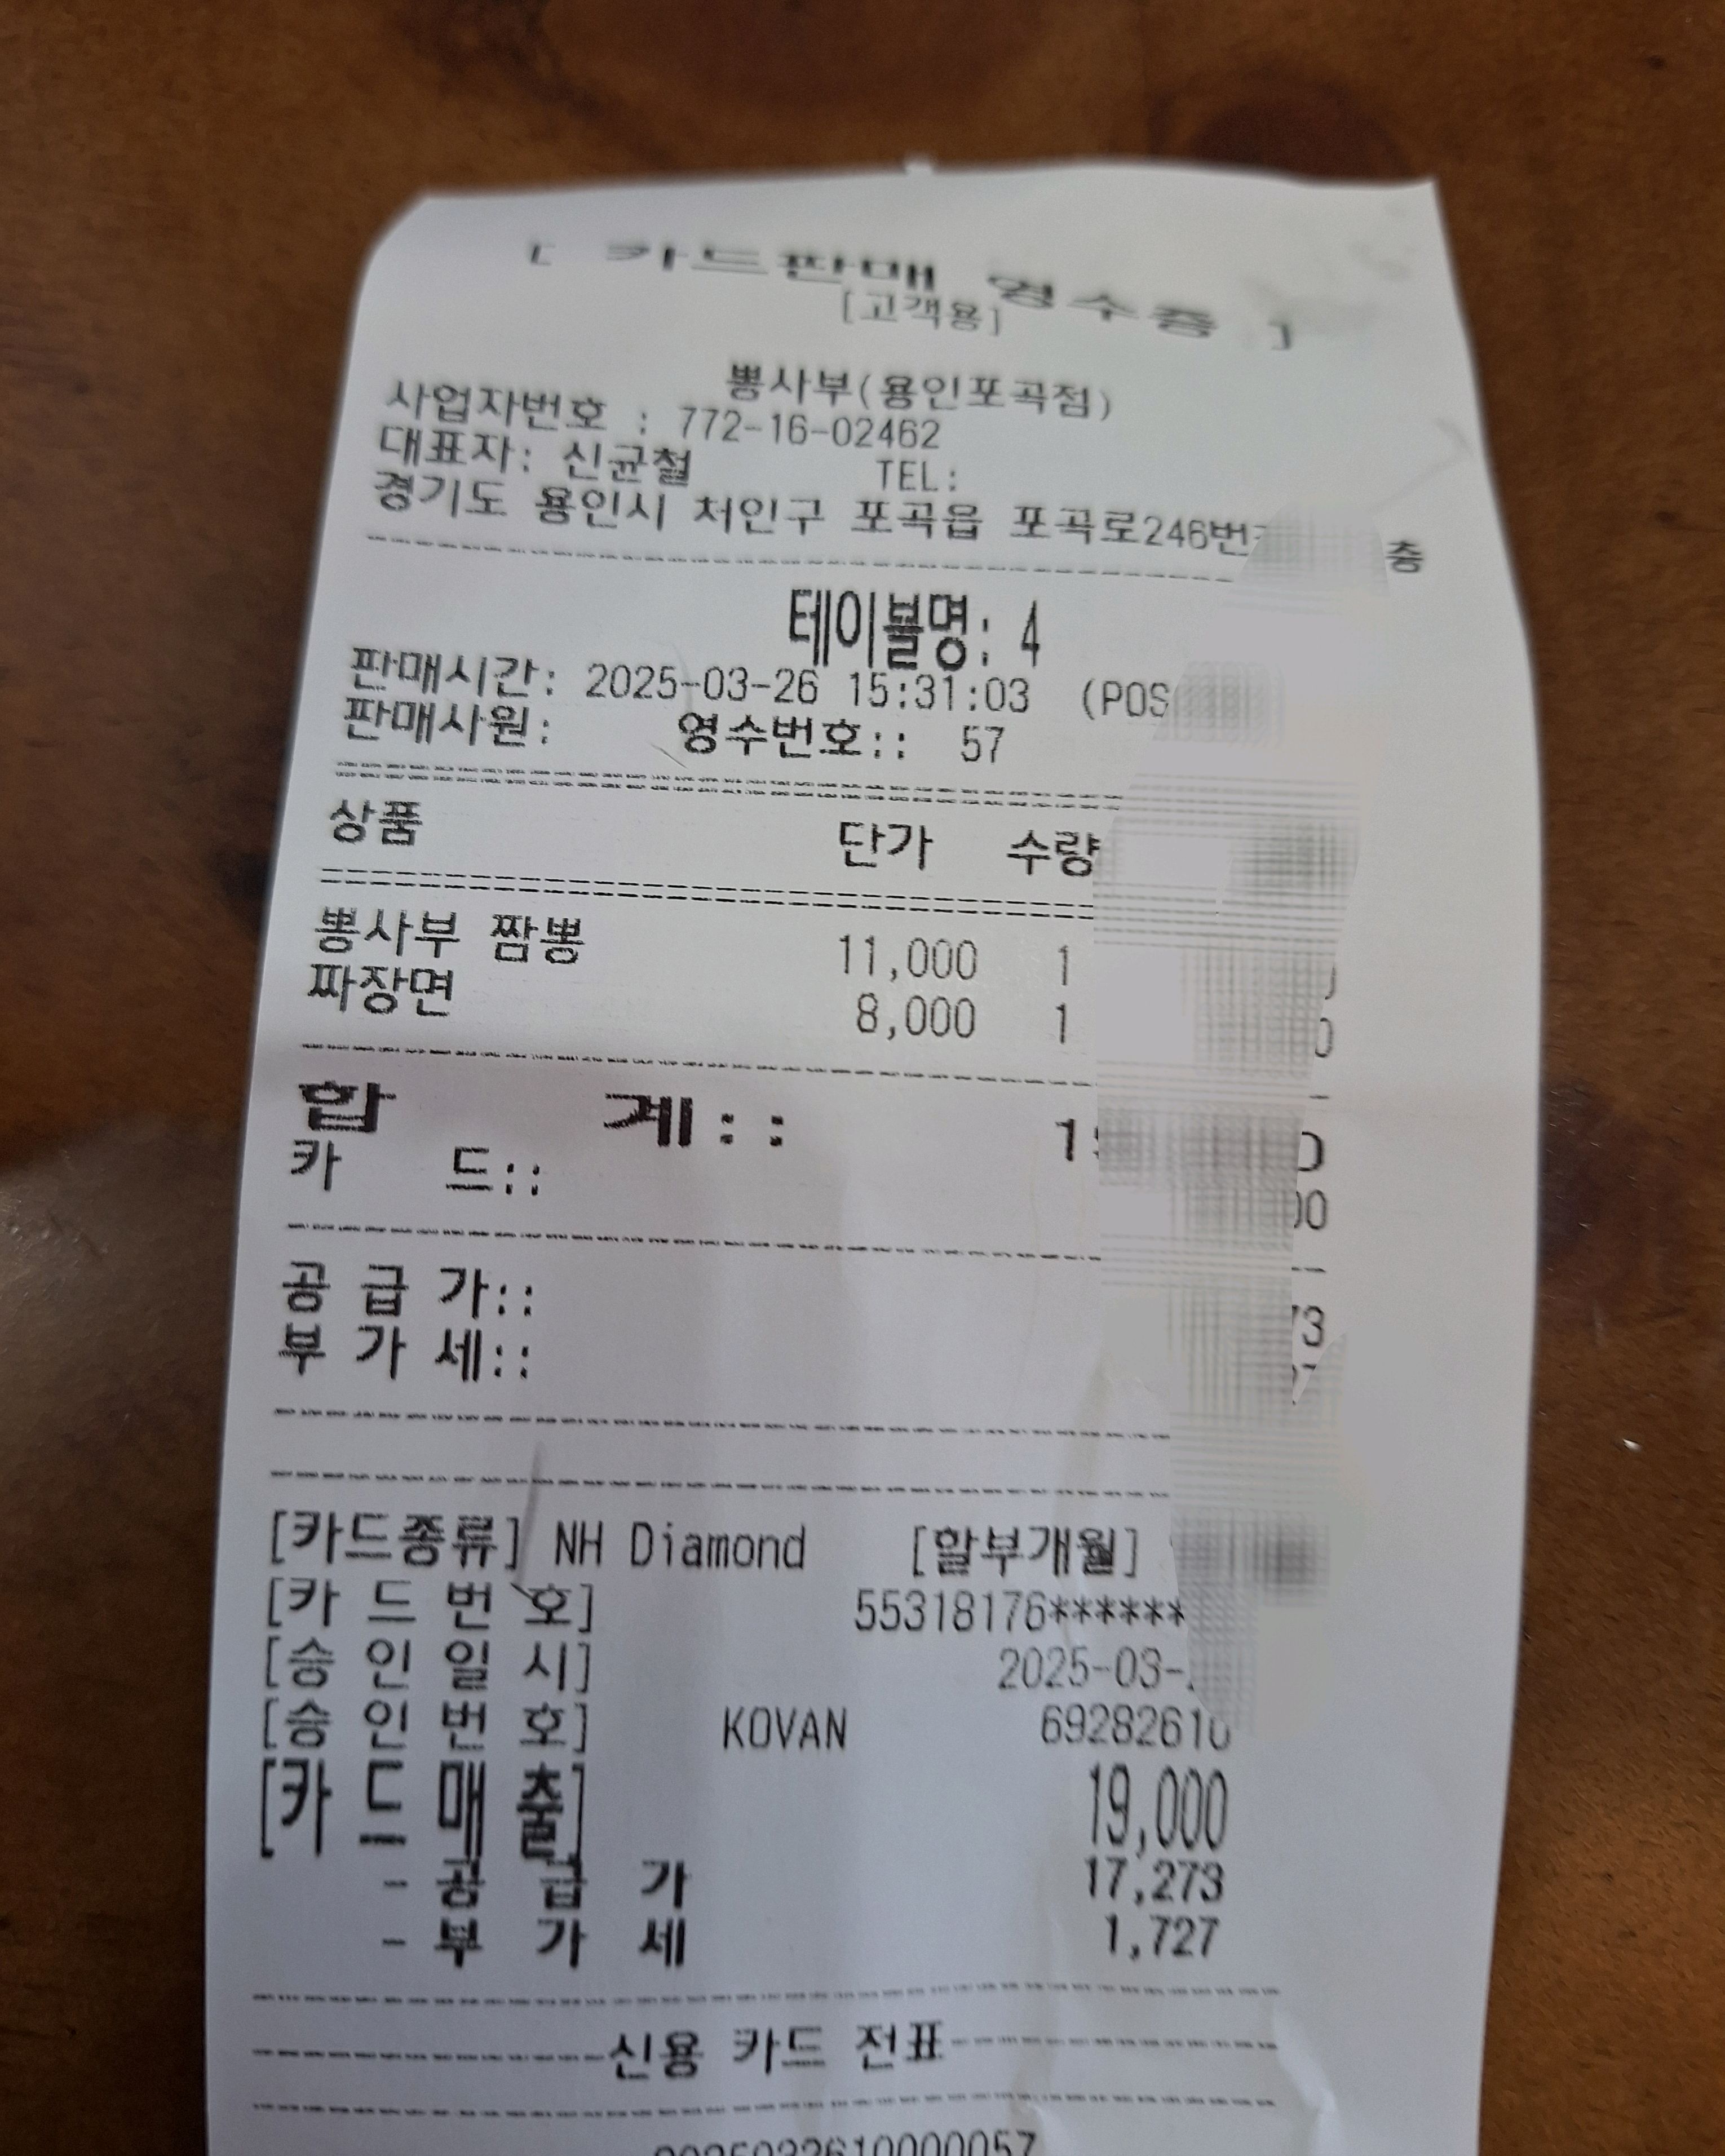 [ 카드판매 영수증 ]
[고객용]
뽕사부(용인포곡점)
사업자번호 : 772-16-02462
대표자: 신균철 TEL:
경기도 용인시 처인구 포곡읍 포곡로246번 층
테이블명: 4
판매시간: 2025-03-26 15:31:03 (POS
판매사원: 영수번호:: 57
상품 단가 수량
뽕사부 짬뽕 11,000 1
짜장면 8,000 1
합 계::
카 드::
공 급 가::
부 가 세::
[카드종류] NH Diamond [할부개월]
[카 드 번 호] 55318176******
[승 인 일 시] 2025-03-
[승 인 번 호] KOVAN 69282610
[카 드 매 출] 19,000
- 공 급 가 17,273
- 부 가 세 1,727
신용 카드 전표